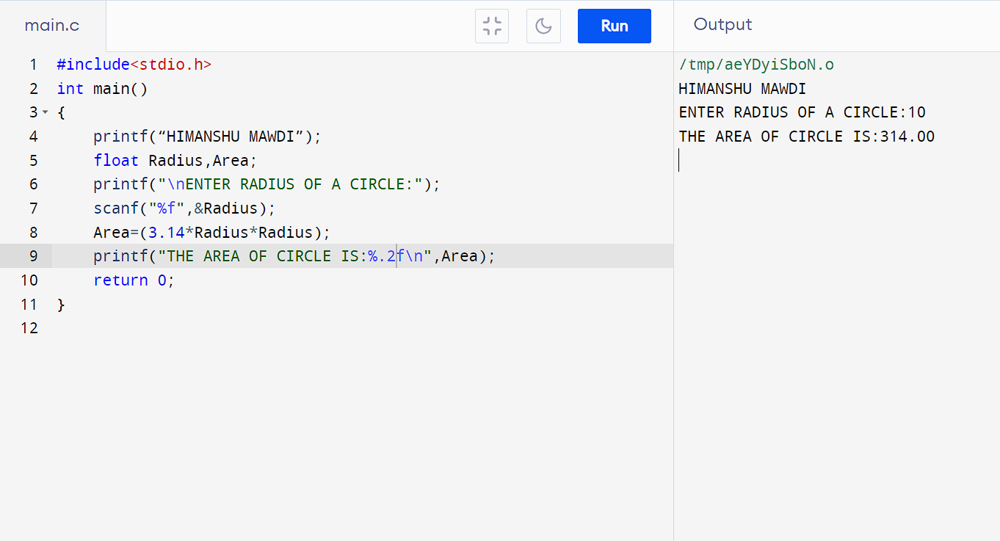 main.c
Run
Output
1 #include<stdio.h>
2 int main()
3 {
4 printf(“HIMANSHU MAWDI”);
5 float Radius,Area;
6 printf("\nENTER RADIUS OF A CIRCLE:");
7 scanf("%f",&Radius);
8 Area=(3.14*Radius*Radius);
9 printf("THE AREA OF CIRCLE IS:%.2f\n",Area);
10 return 0;
11 }
12
/tmp/aeYDyiSboN.o
HIMANSHU MAWDI
ENTER RADIUS OF A CIRCLE:10
THE AREA OF CIRCLE IS:314.00